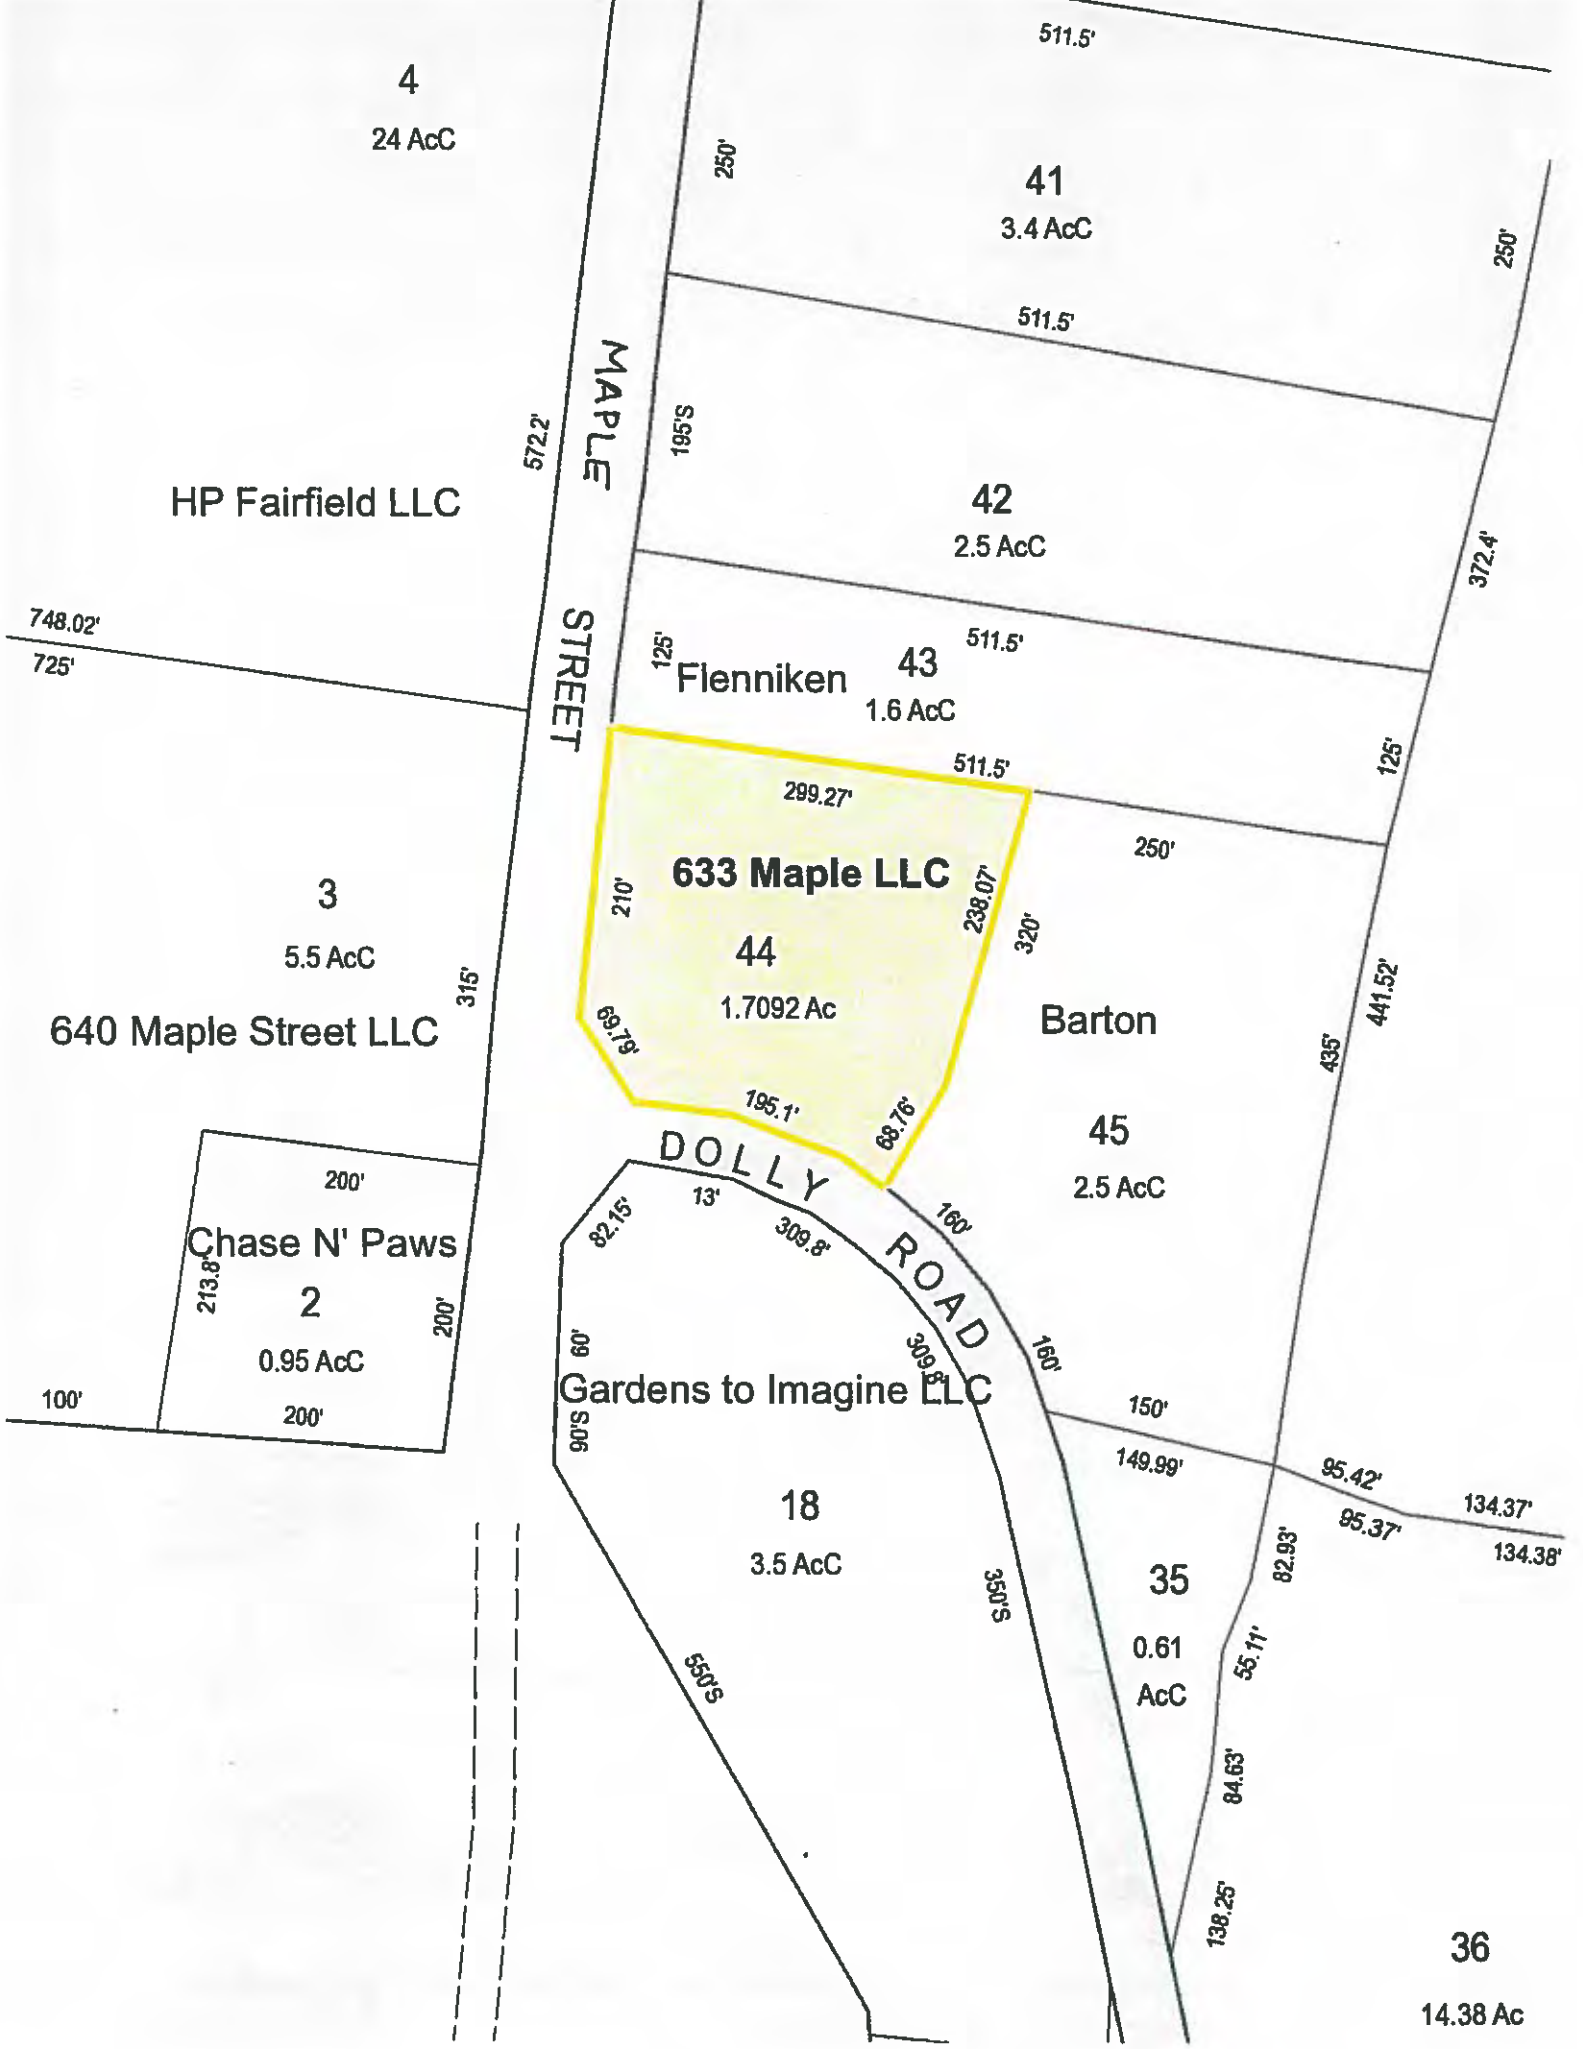 511.5'
4
24 AcC
250'
41
3.4 AcC
250'
511.5'
MAPLE
STREET
572.2'
195'S
HP Fairfield LLC
42
2.5 AcC
372.4'
748.02'
725'
511.5'
125'
Flenniken
43
1.6 AcC
125'
511.5'
299.27'
250'
633 Maple LLC
210'
238.07'
320'
3
5.5 AcC
315'
44
1.7092 Ac
640 Maple Street LLC
69.79'
Barton
441.52'
435'
195.1'
68.76'
45
2.5 AcC
DOLLY
ROAD
200'
13'
82.15'
309.8'
160'
Chase N' Paws
213.8'
2
0.95 AcC
200'
60'
309.8'
160'
Gardens to Imagine LLC
100'
200'
90'S
150'
149.99'
95.42'
95.37'
134.37'
134.38'
18
3.5 AcC
82.93'
35
0.61
AcC
350'S
55.11'
550'S
84.63'
138.25'
36
14.38 Ac